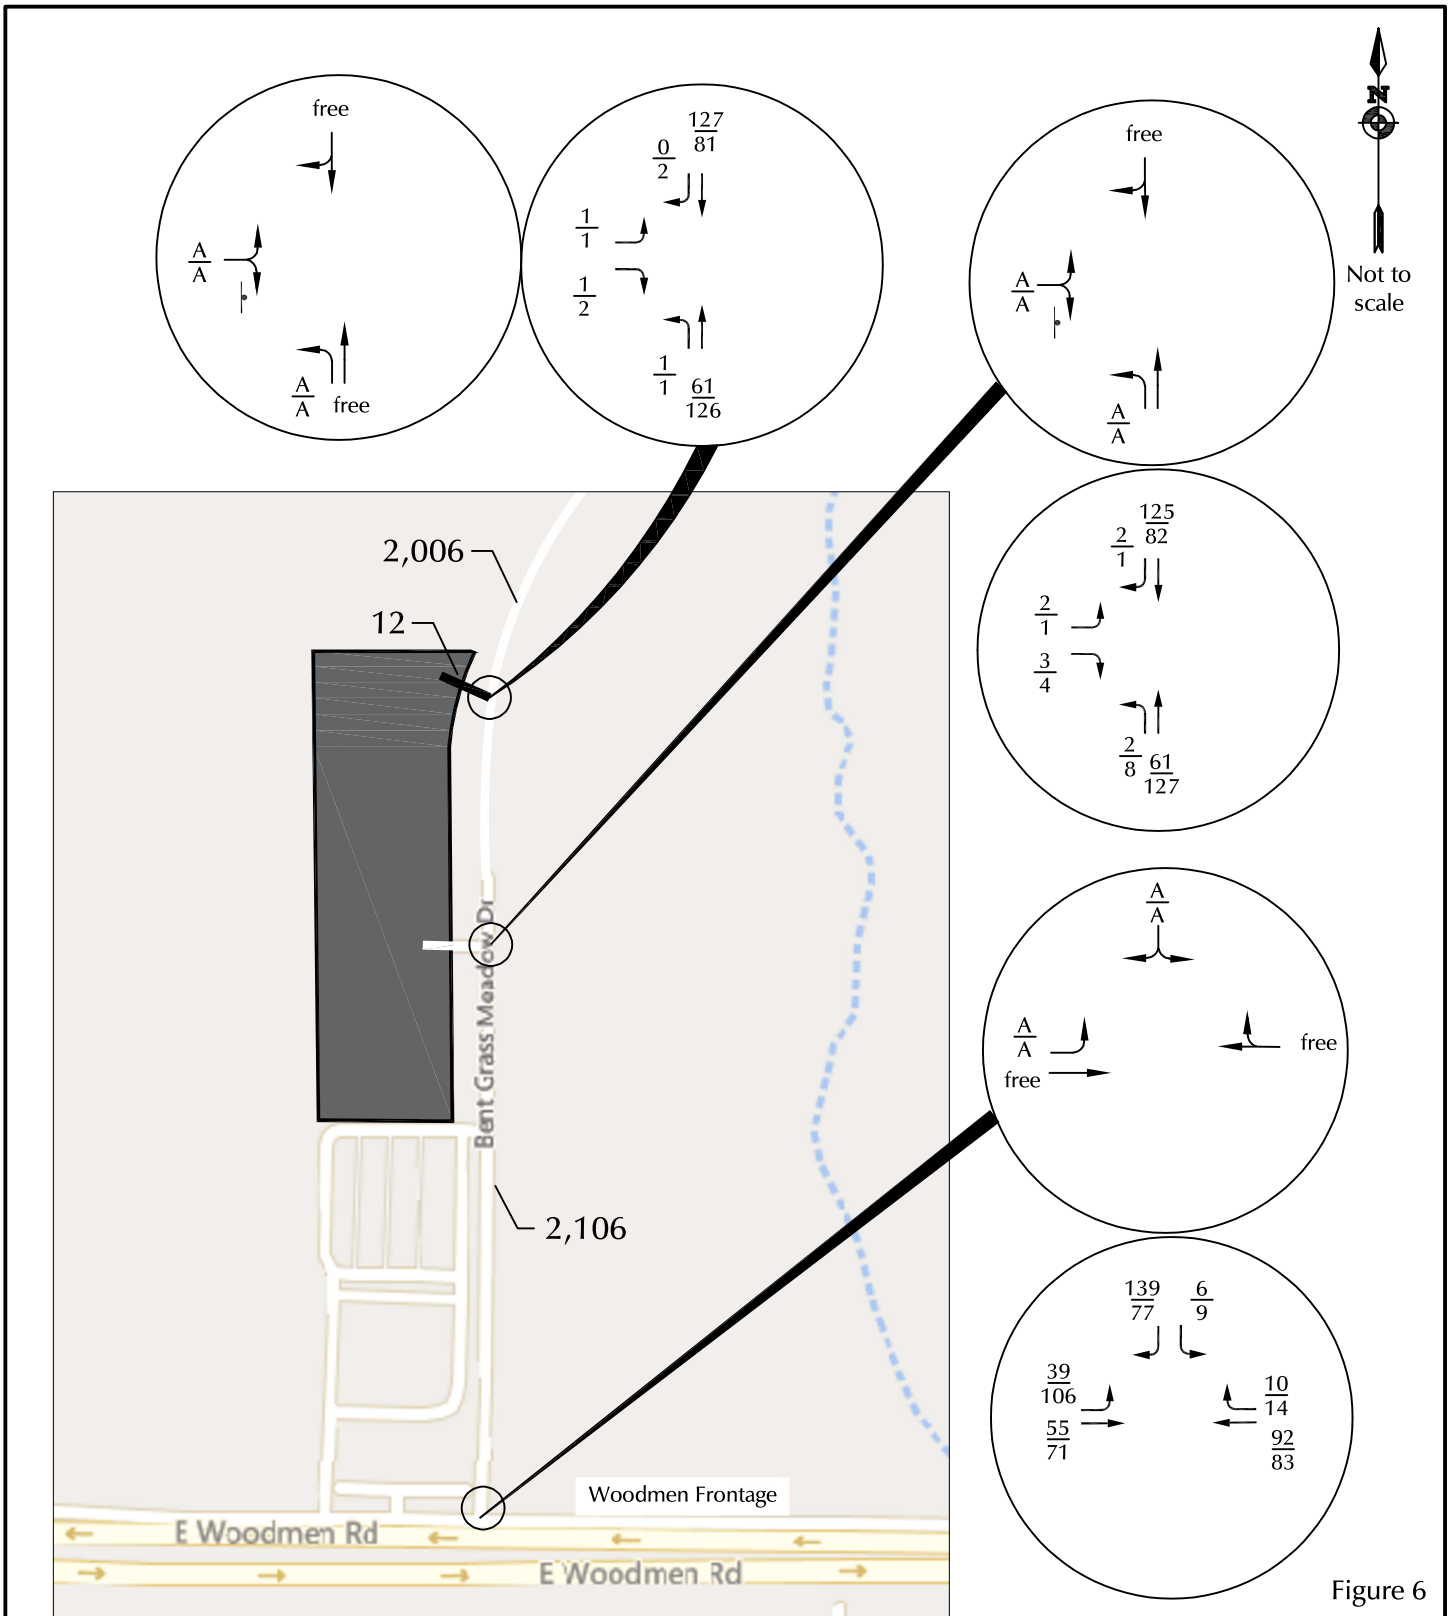 free
A
A
A
A
free
127
81
0
2
1
1
1
2
1
1
61
126
free
A
A
A
A
N
Not to
scale
125
82
2
1
2
1
3
4
2
8
61
127
2,006
12
Bent Grass Meadow Dr
2,106
A
A
A
A
free
free
139
77
6
9
39
106
55
71
10
14
92
83
Woodmen Frontage
E Woodmen Rd
E Woodmen Rd
Figure 6